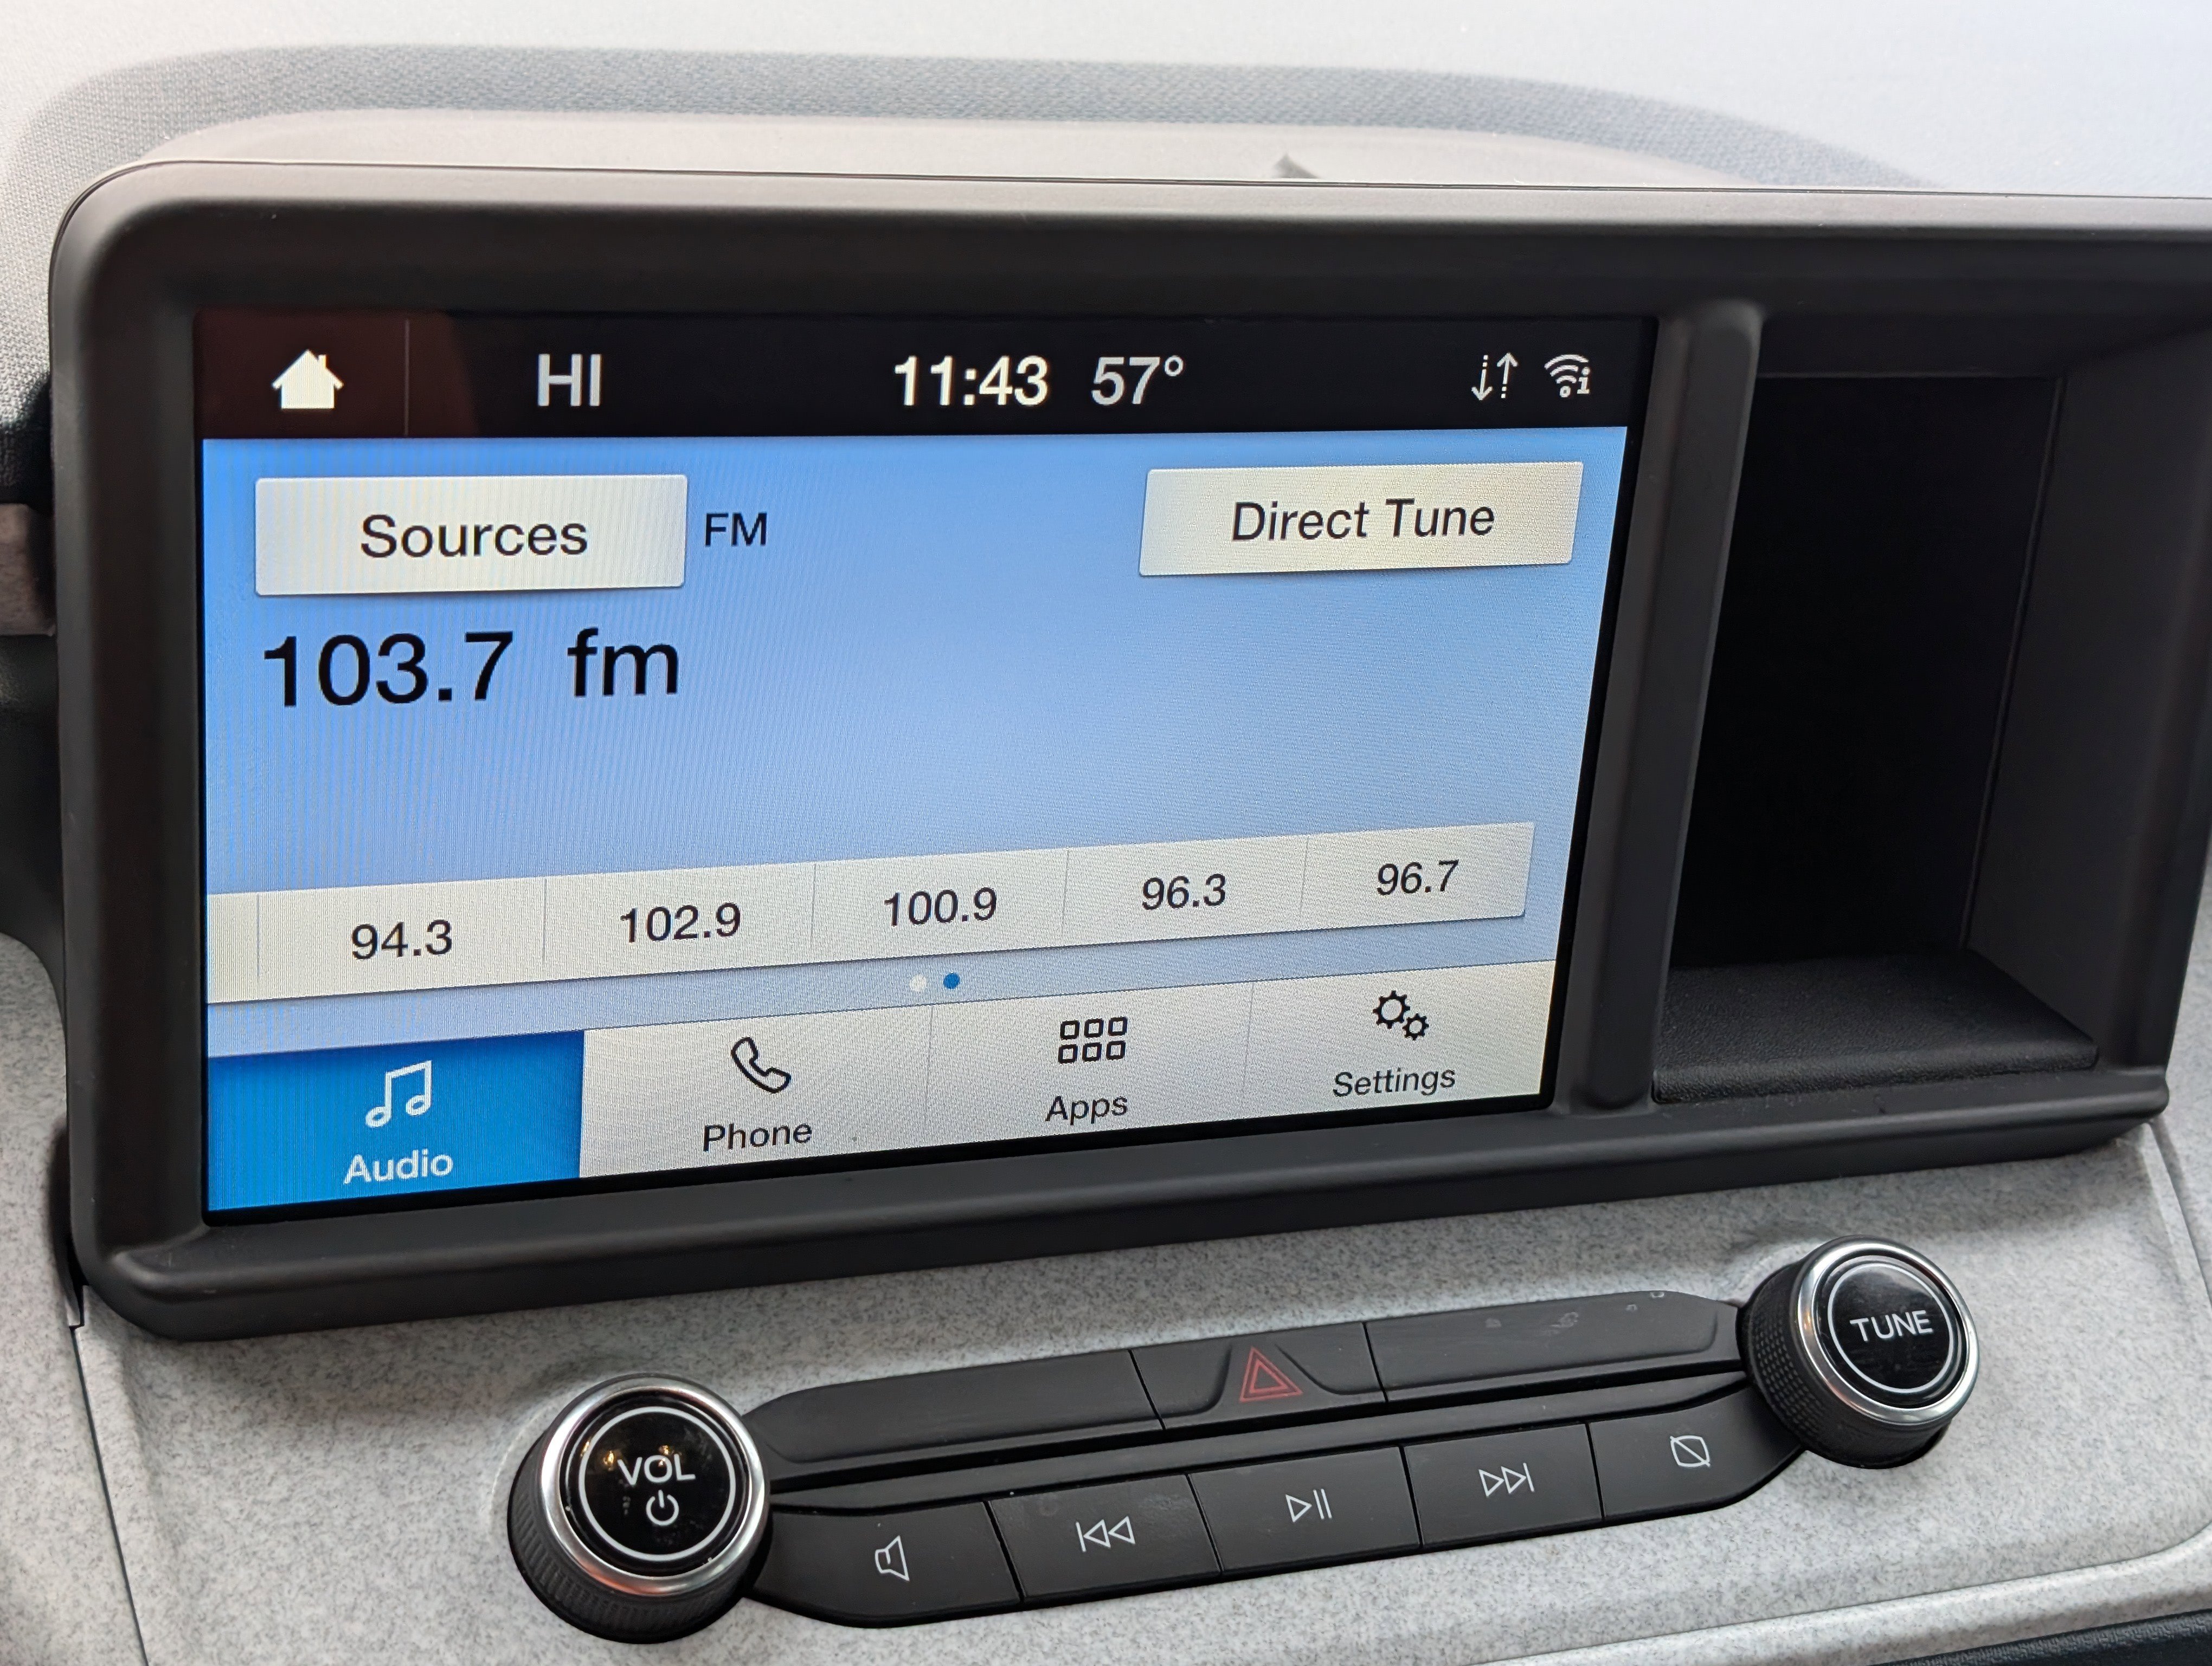 HI 11:43 57°
Sources FM Direct Tune
103.7 fm
94.3 102.9 100.9 96.3 96.7
Audio Phone Apps Settings
TUNE
VOL